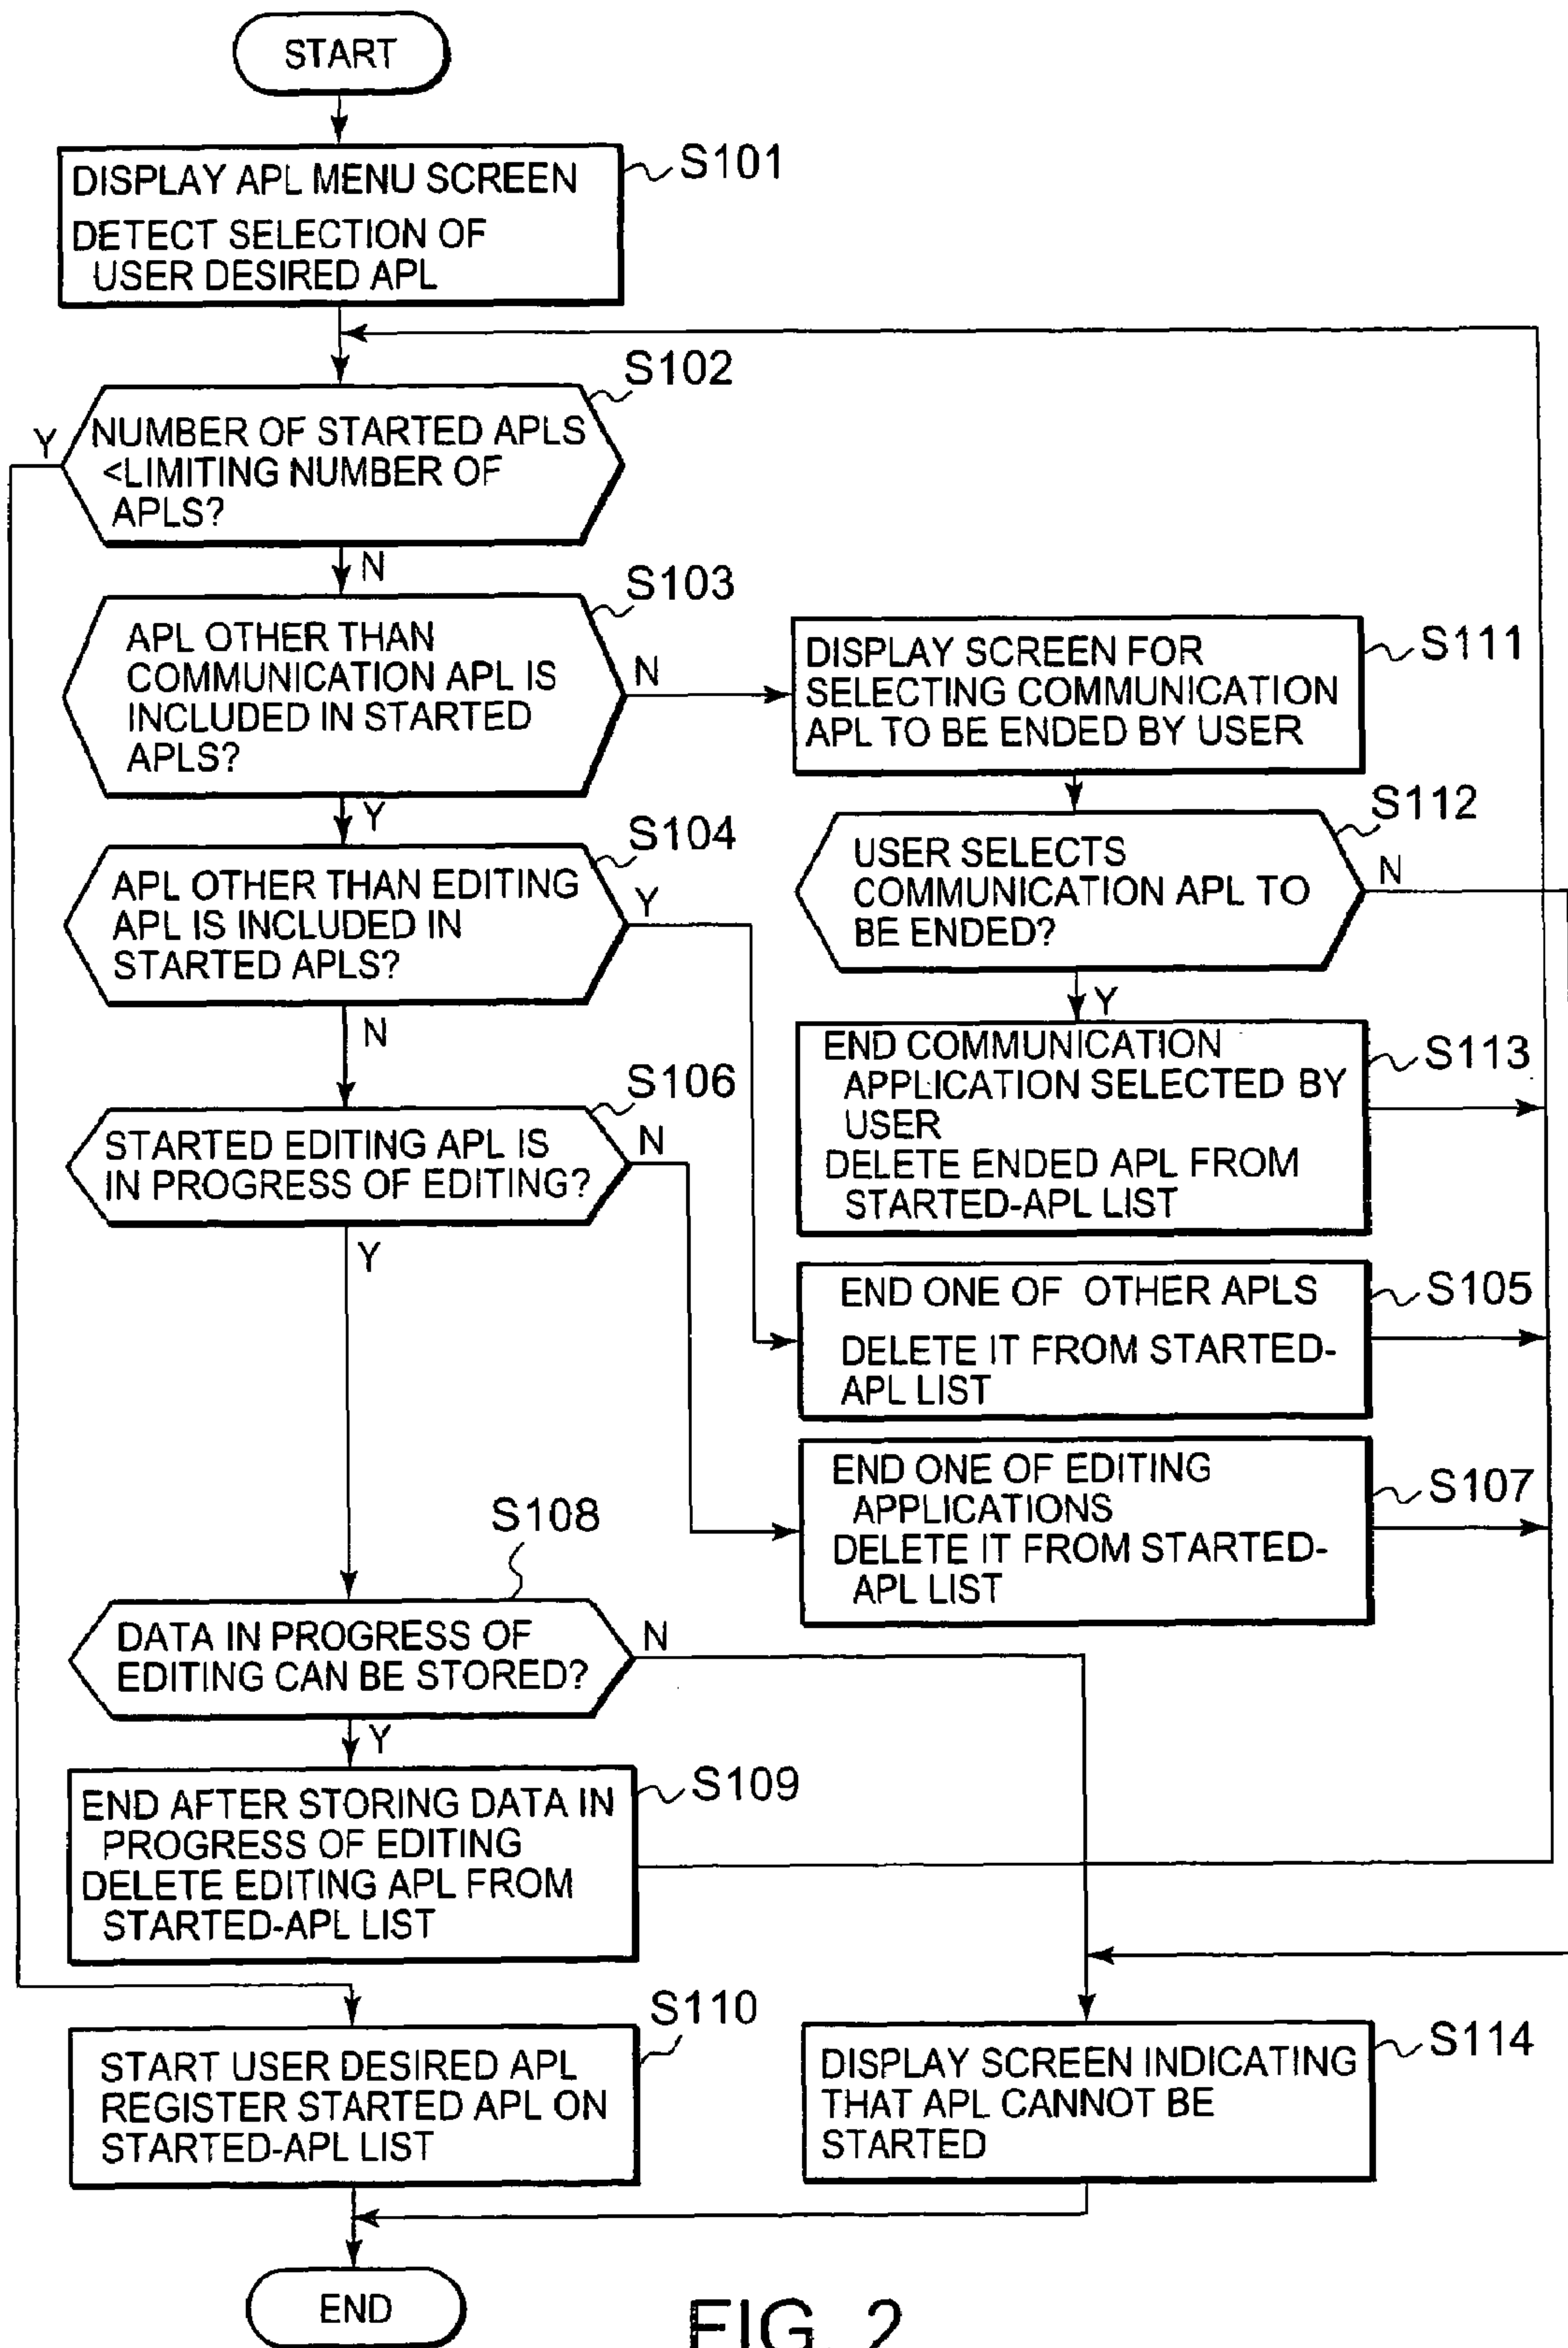 START
DISPLAY APL MENU SCREEN
DETECT SELECTION OF
USER DESIRED APL
S101
S102
NUMBER OF STARTED APLS
<LIMITING NUMBER OF
APLS?
Y
N
S103
APL OTHER THAN
COMMUNICATION APL IS
INCLUDED IN STARTED
APLS?
N
Y
S111
DISPLAY SCREEN FOR
SELECTING COMMUNICATION
APL TO BE ENDED BY USER
S104
APL OTHER THAN EDITING
APL IS INCLUDED IN
STARTED APLS?
Y
N
S112
USER SELECTS
COMMUNICATION APL TO
BE ENDED?
N
Y
END COMMUNICATION
APPLICATION SELECTED BY
USER
DELETE ENDED APL FROM
STARTED-APL LIST
S113
S106
STARTED EDITING APL IS
IN PROGRESS OF EDITING?
N
Y
END ONE OF OTHER APLS
DELETE IT FROM STARTED-
APL LIST
S105
END ONE OF EDITING
APPLICATIONS
DELETE IT FROM STARTED-
APL LIST
S107
S108
DATA IN PROGRESS OF
EDITING CAN BE STORED?
N
Y
END AFTER STORING DATA IN
PROGRESS OF EDITING
DELETE EDITING APL FROM
STARTED-APL LIST
S109
S110
START USER DESIRED APL
REGISTER STARTED APL ON
STARTED-APL LIST
DISPLAY SCREEN INDICATING
THAT APL CANNOT BE
STARTED
S114
END
FIG. 2